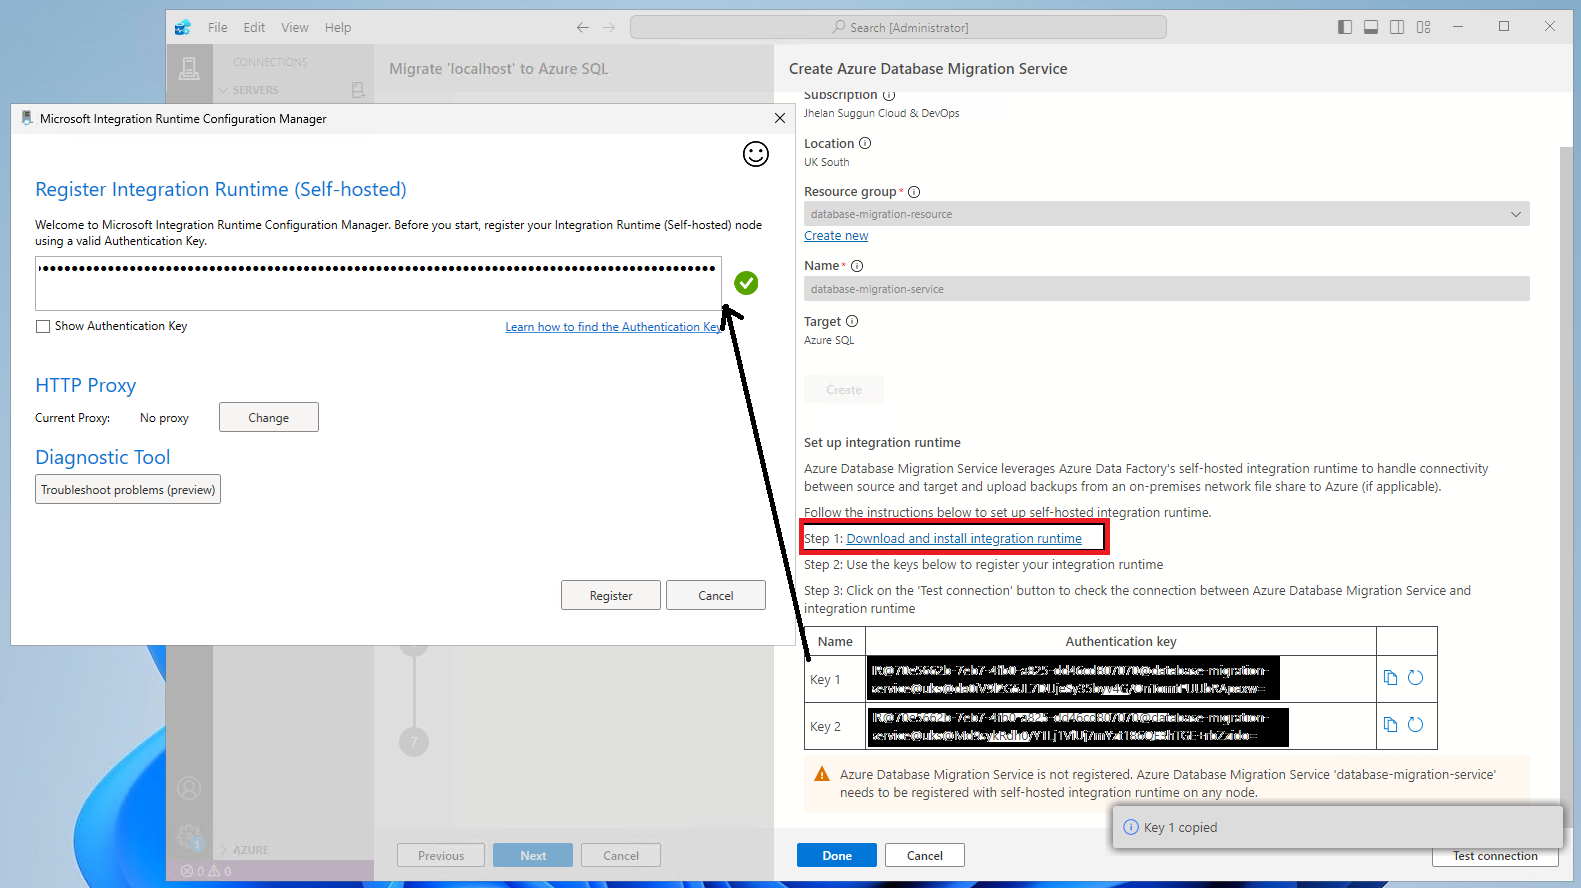 File Edit View Help
Search [Administrator]
CONNECTIONS
SERVERS
Migrate 'localhost' to Azure SQL
Create Azure Database Migration Service
Subscription
Jhelan Suggun Cloud & DevOps
Location
UK South
Resource group*
database-migration-resource
Create new
Name*
database-migration-service
Target
Azure SQL
Create
Set up integration runtime
Azure Database Migration Service leverages Azure Data Factory's self-hosted integration runtime to handle connectivity
between source and target and upload backups from an on-premises network file share to Azure (if applicable).
Follow the instructions below to set up self-hosted integration runtime.
Step 1: Download and install integration runtime
Step 2: Use the keys below to register your integration runtime
Step 3: Click on the 'Test connection' button to check the connection between Azure Database Migration Service and
integration runtime
Name Authentication key
Key 1
Key 2
Azure Database Migration Service is not registered. Azure Database Migration Service 'database-migration-service'
needs to be registered with self-hosted integration runtime on any node.
Key 1 copied
Done Cancel Test connection
Microsoft Integration Runtime Configuration Manager
Register Integration Runtime (Self-hosted)
Welcome to Microsoft Integration Runtime Configuration Manager. Before you start, register your Integration Runtime (Self-hosted) node
using a valid Authentication Key.
Show Authentication Key
Learn how to find the Authentication Key
HTTP Proxy
Current Proxy: No proxy Change
Diagnostic Tool
Troubleshoot problems (preview)
Register Cancel
7
AZURE
1
0 0
Previous Next Cancel